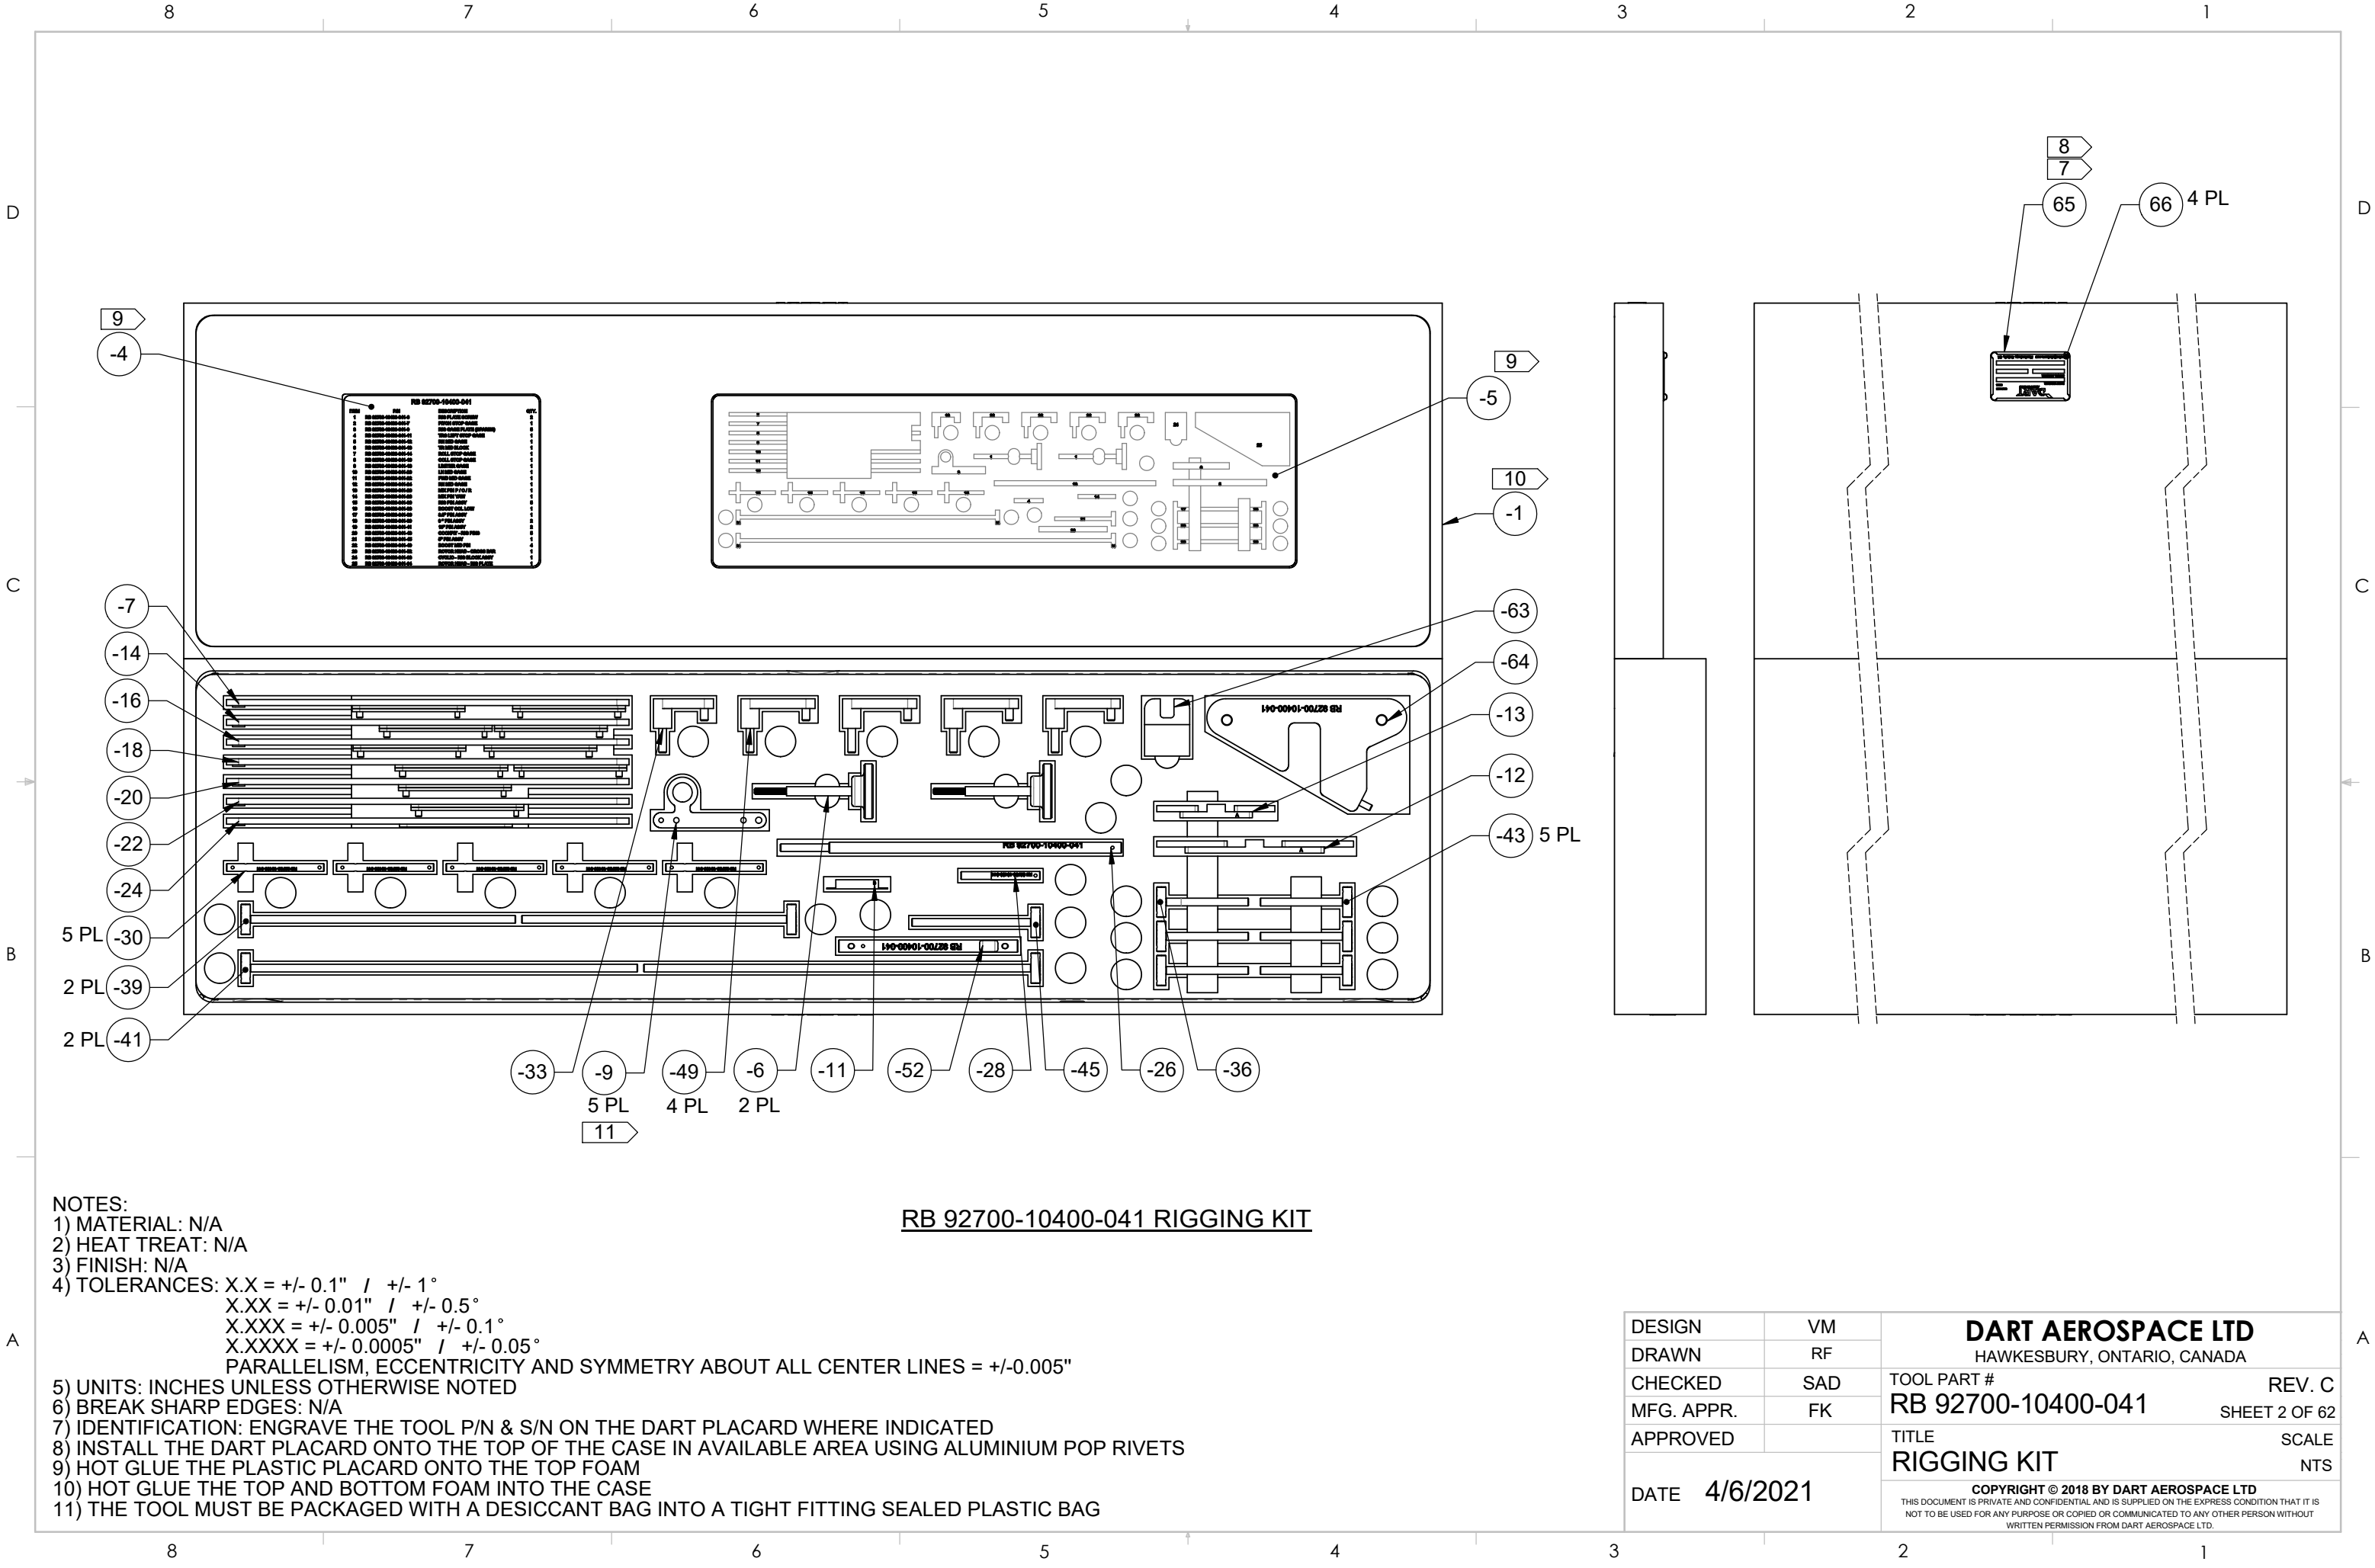 8 7 6 5 4 3 2 1
D
D
8
7
65
66 4 PL
9
-4
9
-5
10
-1
RB 92700-10400-041
ITEM P/N DESCRIPTION QTY.
C
C
-7
-14
-16
-18
-20
-22
-24
5 PL -30
2 PL -39
2 PL -41
-63
-64
-13
-12
-43 5 PL
RB 92700-10400-041
RB 92700-10400-041
RB 92700-10400-041
B
B
-33 -9 -49 -6 -11 -52 -28 -45 -26 -36
5 PL 4 PL 2 PL
11
RB 92700-10400-041 RIGGING KIT
NOTES:
1) MATERIAL: N/A
2) HEAT TREAT: N/A
3) FINISH: N/A
4) TOLERANCES: X.X = +/- 0.1" / +/- 1°
X.XX = +/- 0.01" / +/- 0.5°
X.XXX = +/- 0.005" / +/- 0.1°
X.XXXX = +/- 0.0005" / +/- 0.05°
PARALLELISM, ECCENTRICITY AND SYMMETRY ABOUT ALL CENTER LINES = +/-0.005"
5) UNITS: INCHES UNLESS OTHERWISE NOTED
6) BREAK SHARP EDGES: N/A
7) IDENTIFICATION: ENGRAVE THE TOOL P/N & S/N ON THE DART PLACARD WHERE INDICATED
8) INSTALL THE DART PLACARD ONTO THE TOP OF THE CASE IN AVAILABLE AREA USING ALUMINIUM POP RIVETS
9) HOT GLUE THE PLASTIC PLACARD ONTO THE TOP FOAM
10) HOT GLUE THE TOP AND BOTTOM FOAM INTO THE CASE
11) THE TOOL MUST BE PACKAGED WITH A DESICCANT BAG INTO A TIGHT FITTING SEALED PLASTIC BAG
A
A
DESIGN VM
DRAWN RF
CHECKED SAD
MFG. APPR. FK
APPROVED
DATE 4/6/2021
DART AEROSPACE LTD
HAWKESBURY, ONTARIO, CANADA
TOOL PART #
RB 92700-10400-041
REV. C
SHEET 2 OF 62
TITLE
RIGGING KIT
SCALE
NTS
COPYRIGHT © 2018 BY DART AEROSPACE LTD
THIS DOCUMENT IS PRIVATE AND CONFIDENTIAL AND IS SUPPLIED ON THE EXPRESS CONDITION THAT IT IS
NOT TO BE USED FOR ANY PURPOSE OR COPIED OR COMMUNICATED TO ANY OTHER PERSON WITHOUT
WRITTEN PERMISSION FROM DART AEROSPACE LTD.
8 7 6 5 4 3 2 1